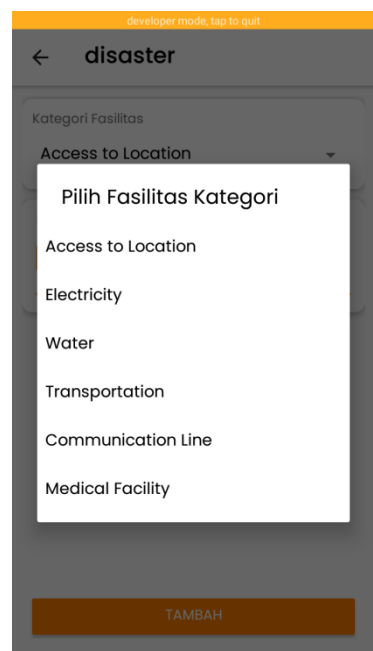 developer mode, tap to quit
disaster
Kategori Fasilitas
Access to Location
Pilih Fasilitas Kategori
Access to Location
Electricity
Water
Transportation
Communication Line
Medical Facility
TAMBAH